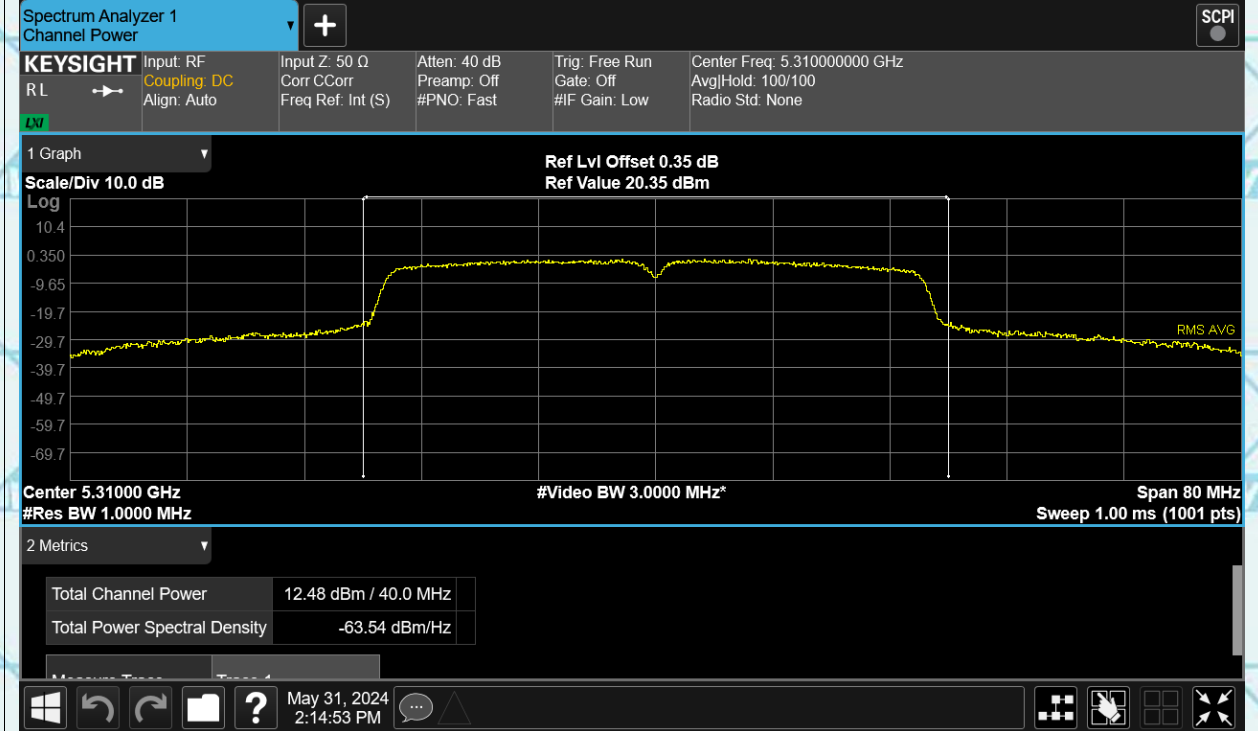 Spectrum Analyzer 1
Channel Power
SCPI
KEYSIGHT
R L
LXI
Input: RF
Coupling: DC
Align: Auto
Input Z: 50 Ω
Corr CCorr
Freq Ref: Int (S)
Atten: 40 dB
Preamp: Off
#PNO: Fast
Trig: Free Run
Gate: Off
#IF Gain: Low
Center Freq: 5.310000000 GHz
Avg|Hold: 100/100
Radio Std: None
1 Graph
Ref Lvl Offset 0.35 dB
Scale/Div 10.0 dB
Ref Value 20.35 dBm
Log
10.4
0.350
-9.65
-19.7
-29.7
-39.7
-49.7
-59.7
-69.7
RMS AVG
Center 5.31000 GHz
#Video BW 3.0000 MHz*
Span 80 MHz
#Res BW 1.0000 MHz
Sweep 1.00 ms (1001 pts)
2 Metrics
Total Channel Power 12.48 dBm / 40.0 MHz
Total Power Spectral Density -63.54 dBm/Hz
?
May 31, 2024
2:14:53 PM